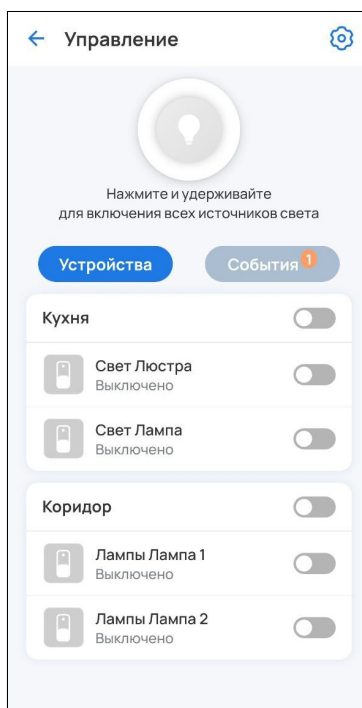 Управление
Нажмите и удерживайте
для включения всех источников света
Устройства
События 1
Кухня
Свет Люстра
Выключено
Свет Лампа
Выключено
Коридор
Лампы Лампа 1
Выключено
Лампы Лампа 2
Выключено